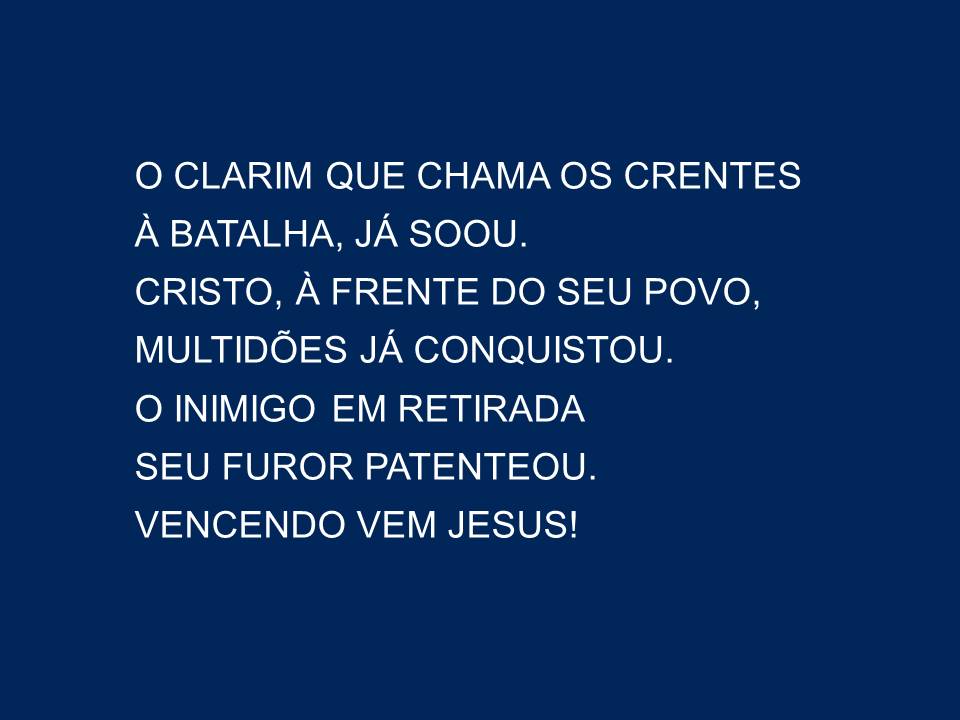 O CLARIM QUE CHAMA OS CRENTES
À BATALHA, JÁ SOOU.
CRISTO, À FRENTE DO SEU POVO,
MULTIDÕES JÁ CONQUISTOU.
O INIMIGO EM RETIRADA
SEU FUROR PATENTEOU.
VENCENDO VEM JESUS!